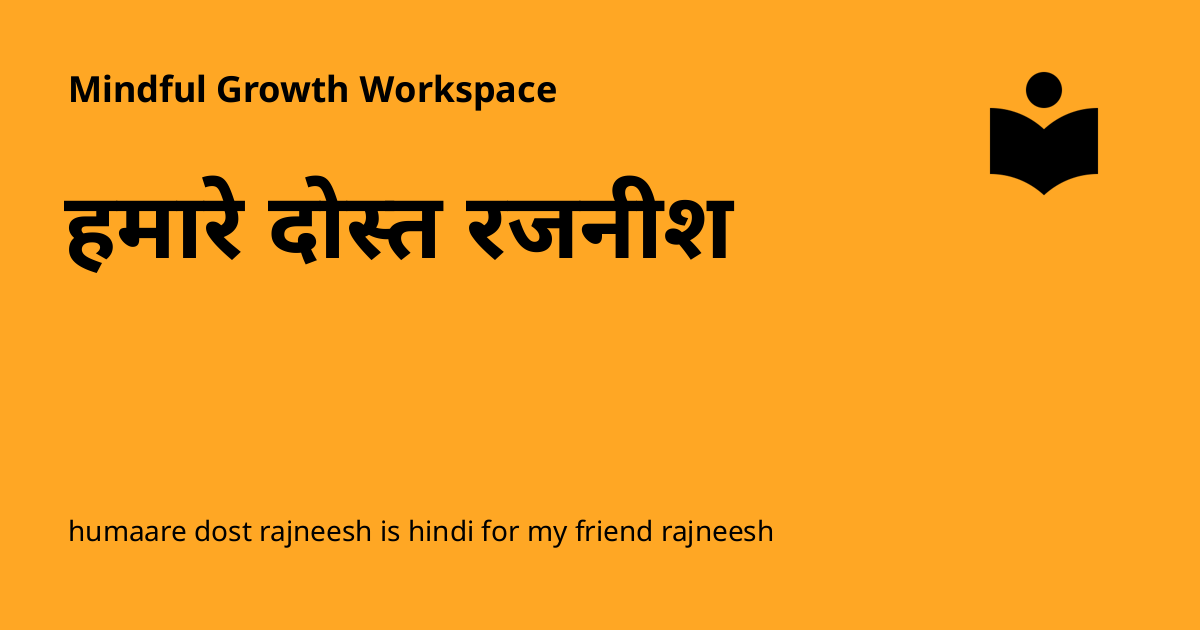 Mindful Growth Workspace
हमारे दोस्त रजनीश
humaare dost rajneesh is hindi for my friend rajneesh